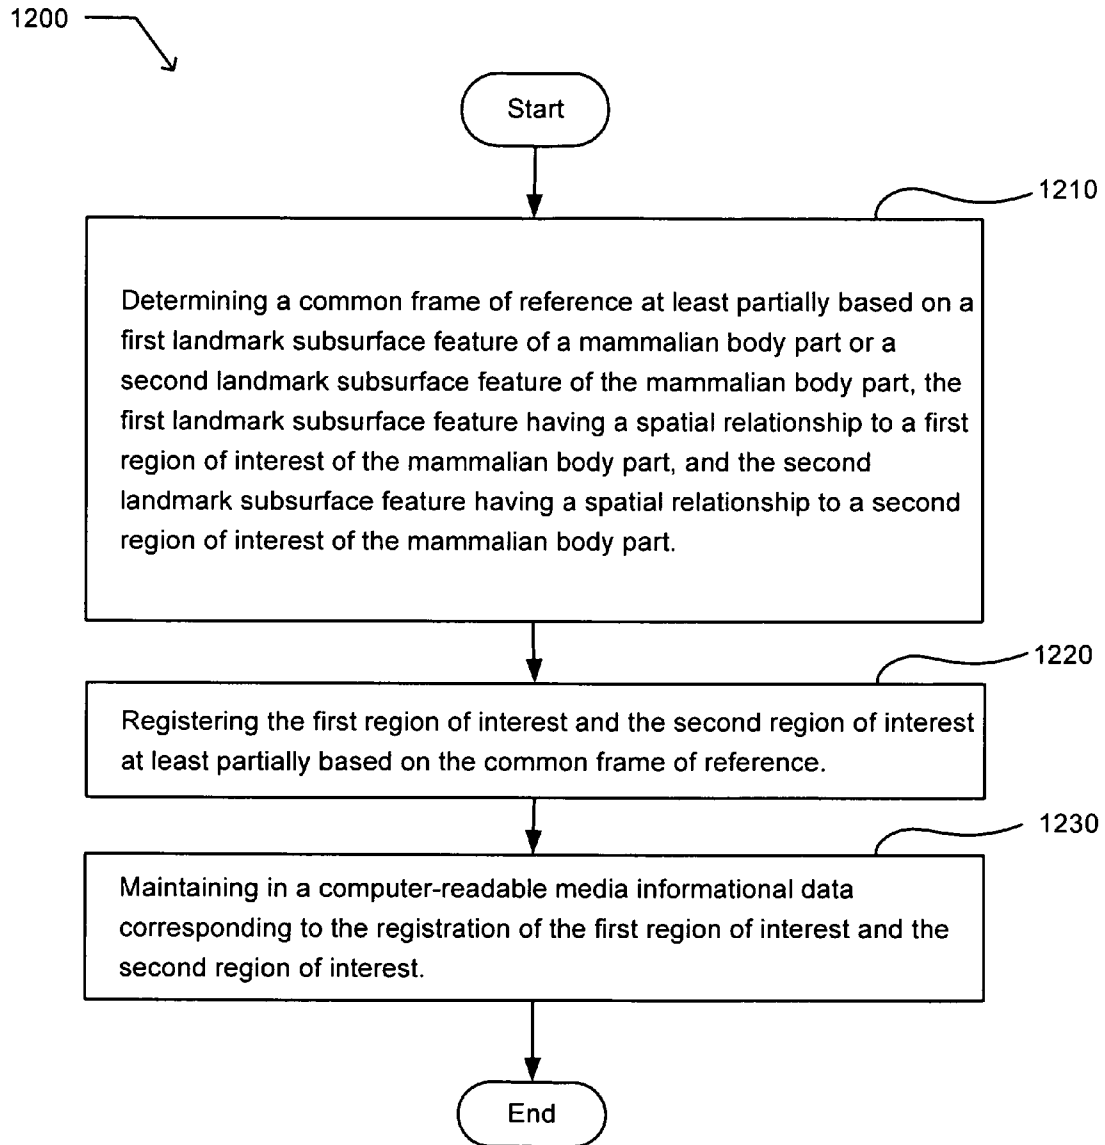 1200
Start
1210
Determining a common frame of reference at least partially based on a
first landmark subsurface feature of a mammalian body part or a
second landmark subsurface feature of the mammalian body part, the
first landmark subsurface feature having a spatial relationship to a first
region of interest of the mammalian body part, and the second
landmark subsurface feature having a spatial relationship to a second
region of interest of the mammalian body part.
1220
Registering the first region of interest and the second region of interest
at least partially based on the common frame of reference.
1230
Maintaining in a computer-readable media informational data
corresponding to the registration of the first region of interest and the
second region of interest.
End